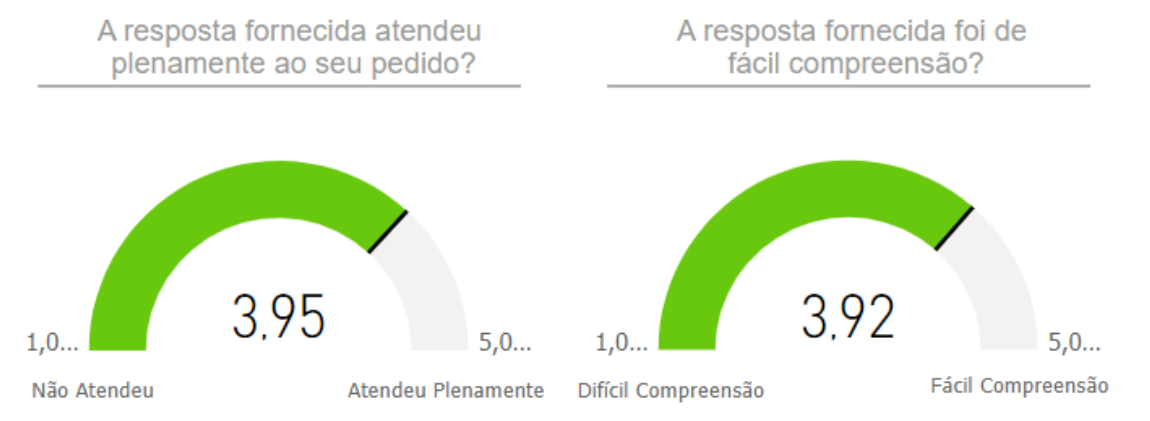 A resposta fornecida atendeu
plenamente ao seu pedido?
3,95
1,0...
5,0...
Não Atendeu
Atendeu Plenamente
A resposta fornecida foi de
fácil compreensão?
3,92
1,0...
5,0...
Difícil Compreensão
Fácil Compreensão